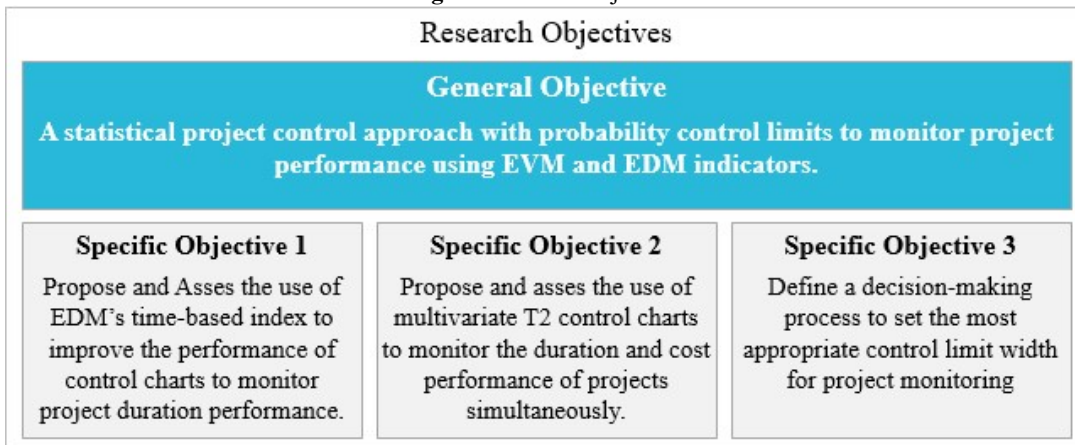 Research Objectives
General Objective
A statistical project control approach with probability control limits to monitor project
performance using EVM and EDM indicators.
Specific Objective 1
Propose and Asses the use of
EDM's time-based index to
improve the performance of
control charts to monitor
project duration performance.
Specific Objective 2
Propose and asses the use of
multivariate T2 control charts
to monitor the duration and cost
performance of projects
simultaneously.
Specific Objective 3
Define a decision-making
process to set the most
appropriate control limit width
for project monitoring